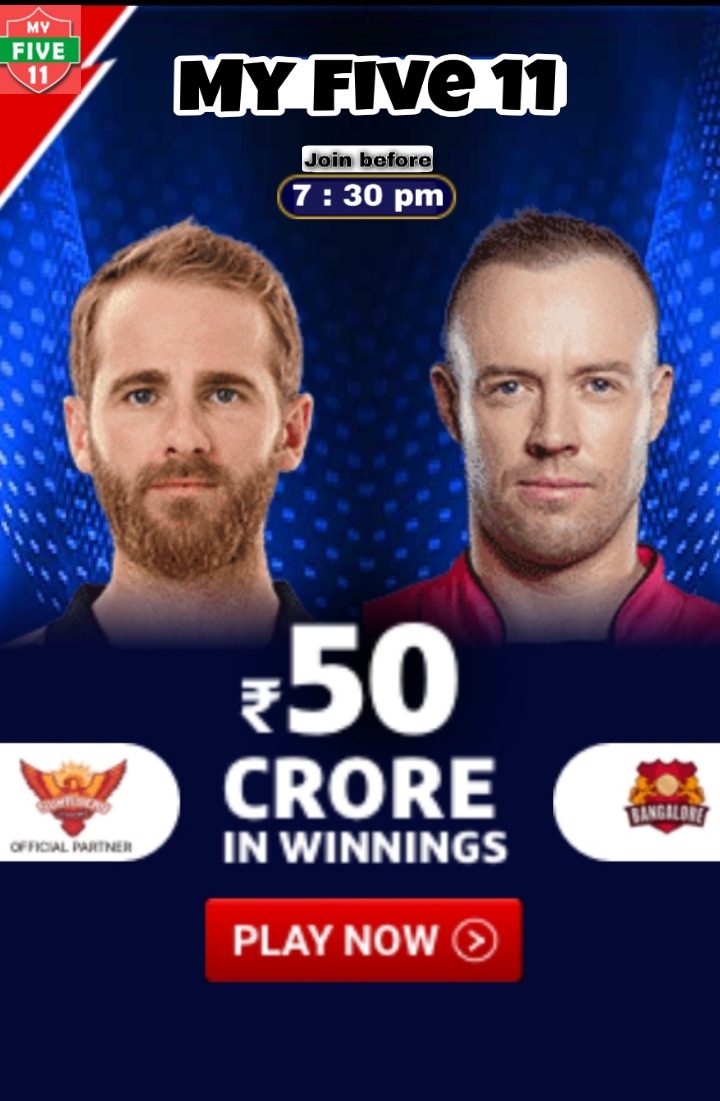 MY
FIVE
11
MY FIVe 11
Join before
7 : 30 pm
₹50
CRORE
IN WINNINGS
OFFICIAL PARTNER
BANGALORE
PLAY NOW